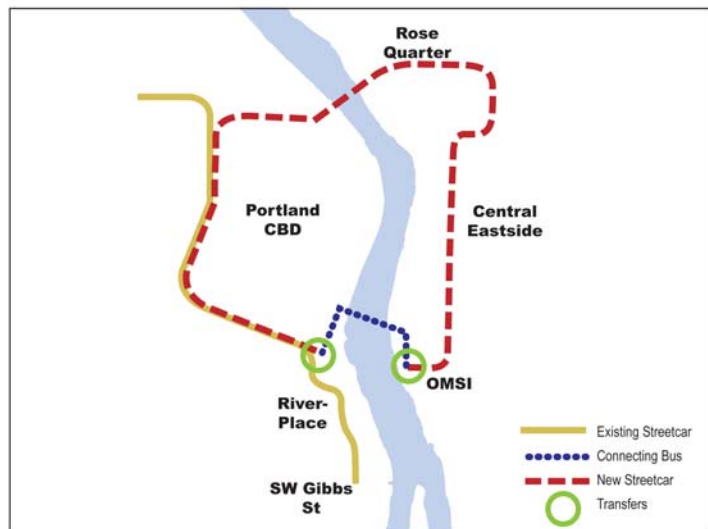 Rose
Quarter
Portland
CBD
Central
Eastside
OMSI
River-
Place
SW Gibbs
St
Existing Streetcar
Connecting Bus
New Streetcar
Transfers